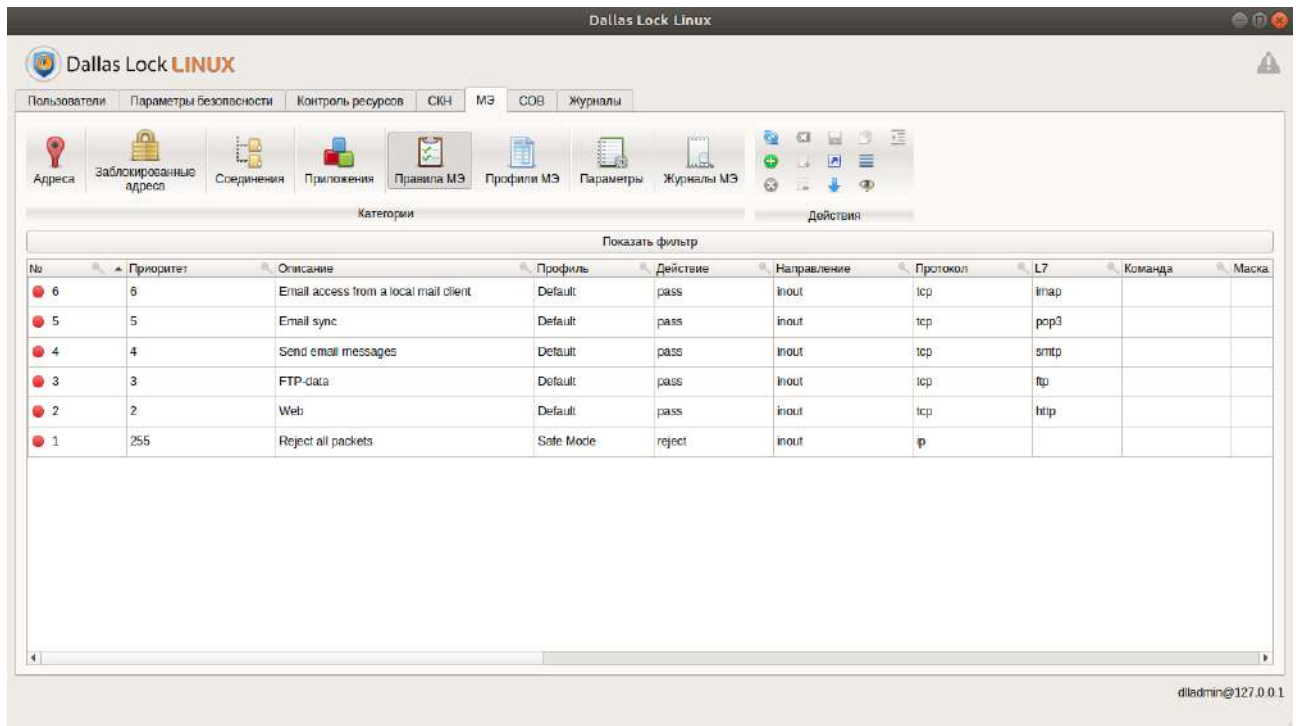 Dallas Lock Linux
Dallas Lock LINUX
Пользователи Параметры безопасности Контроль ресурсов СКН МЭ СОВ Журналы
Адреса Заблокированные адреса Соединения Приложения Правила МЭ Профили МЭ Параметры Журналы МЭ
Категории Действия
Показать фильтр
№ Приоритет Описание Профиль Действие Направление Протокол L7 Команда Маска
6 6 Email access from a local mail client Default pass inout tcp imap
5 5 Email sync Default pass inout tcp pop3
4 4 Send email messages Default pass inout tcp smtp
3 3 FTP-data Default pass inout tcp ftp
2 2 Web Default pass inout tcp http
1 255 Reject all packets Safe Mode reject inout ip
dlladmin@127.0.0.1